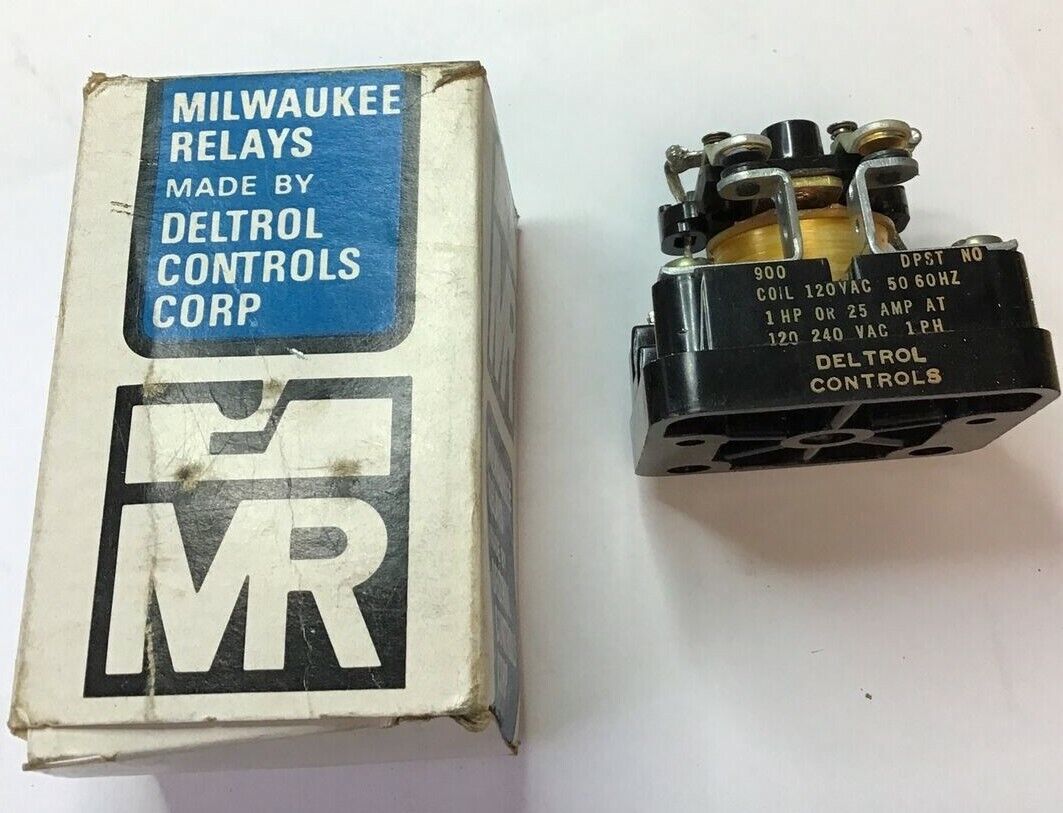 MILWAUKEE
RELAYS
MADE BY
DELTROL
CONTROLS
CORP
MR
900 DPST NO
COIL 120VAC 50 60HZ
1 HP OR 25 AMP AT
120 240 VAC 1 PH
DELTROL
CONTROLS